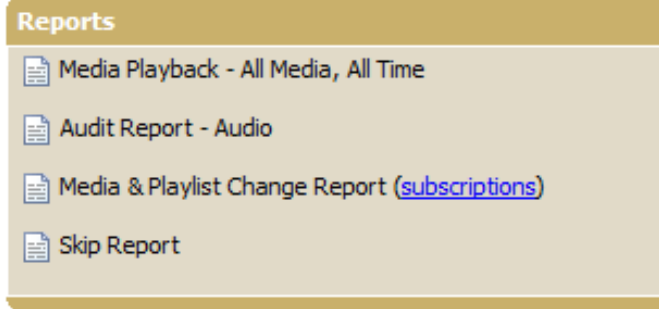 Reports
Media Playback - All Media, All Time
Audit Report - Audio
Media & Playlist Change Report (subscriptions)
Skip Report